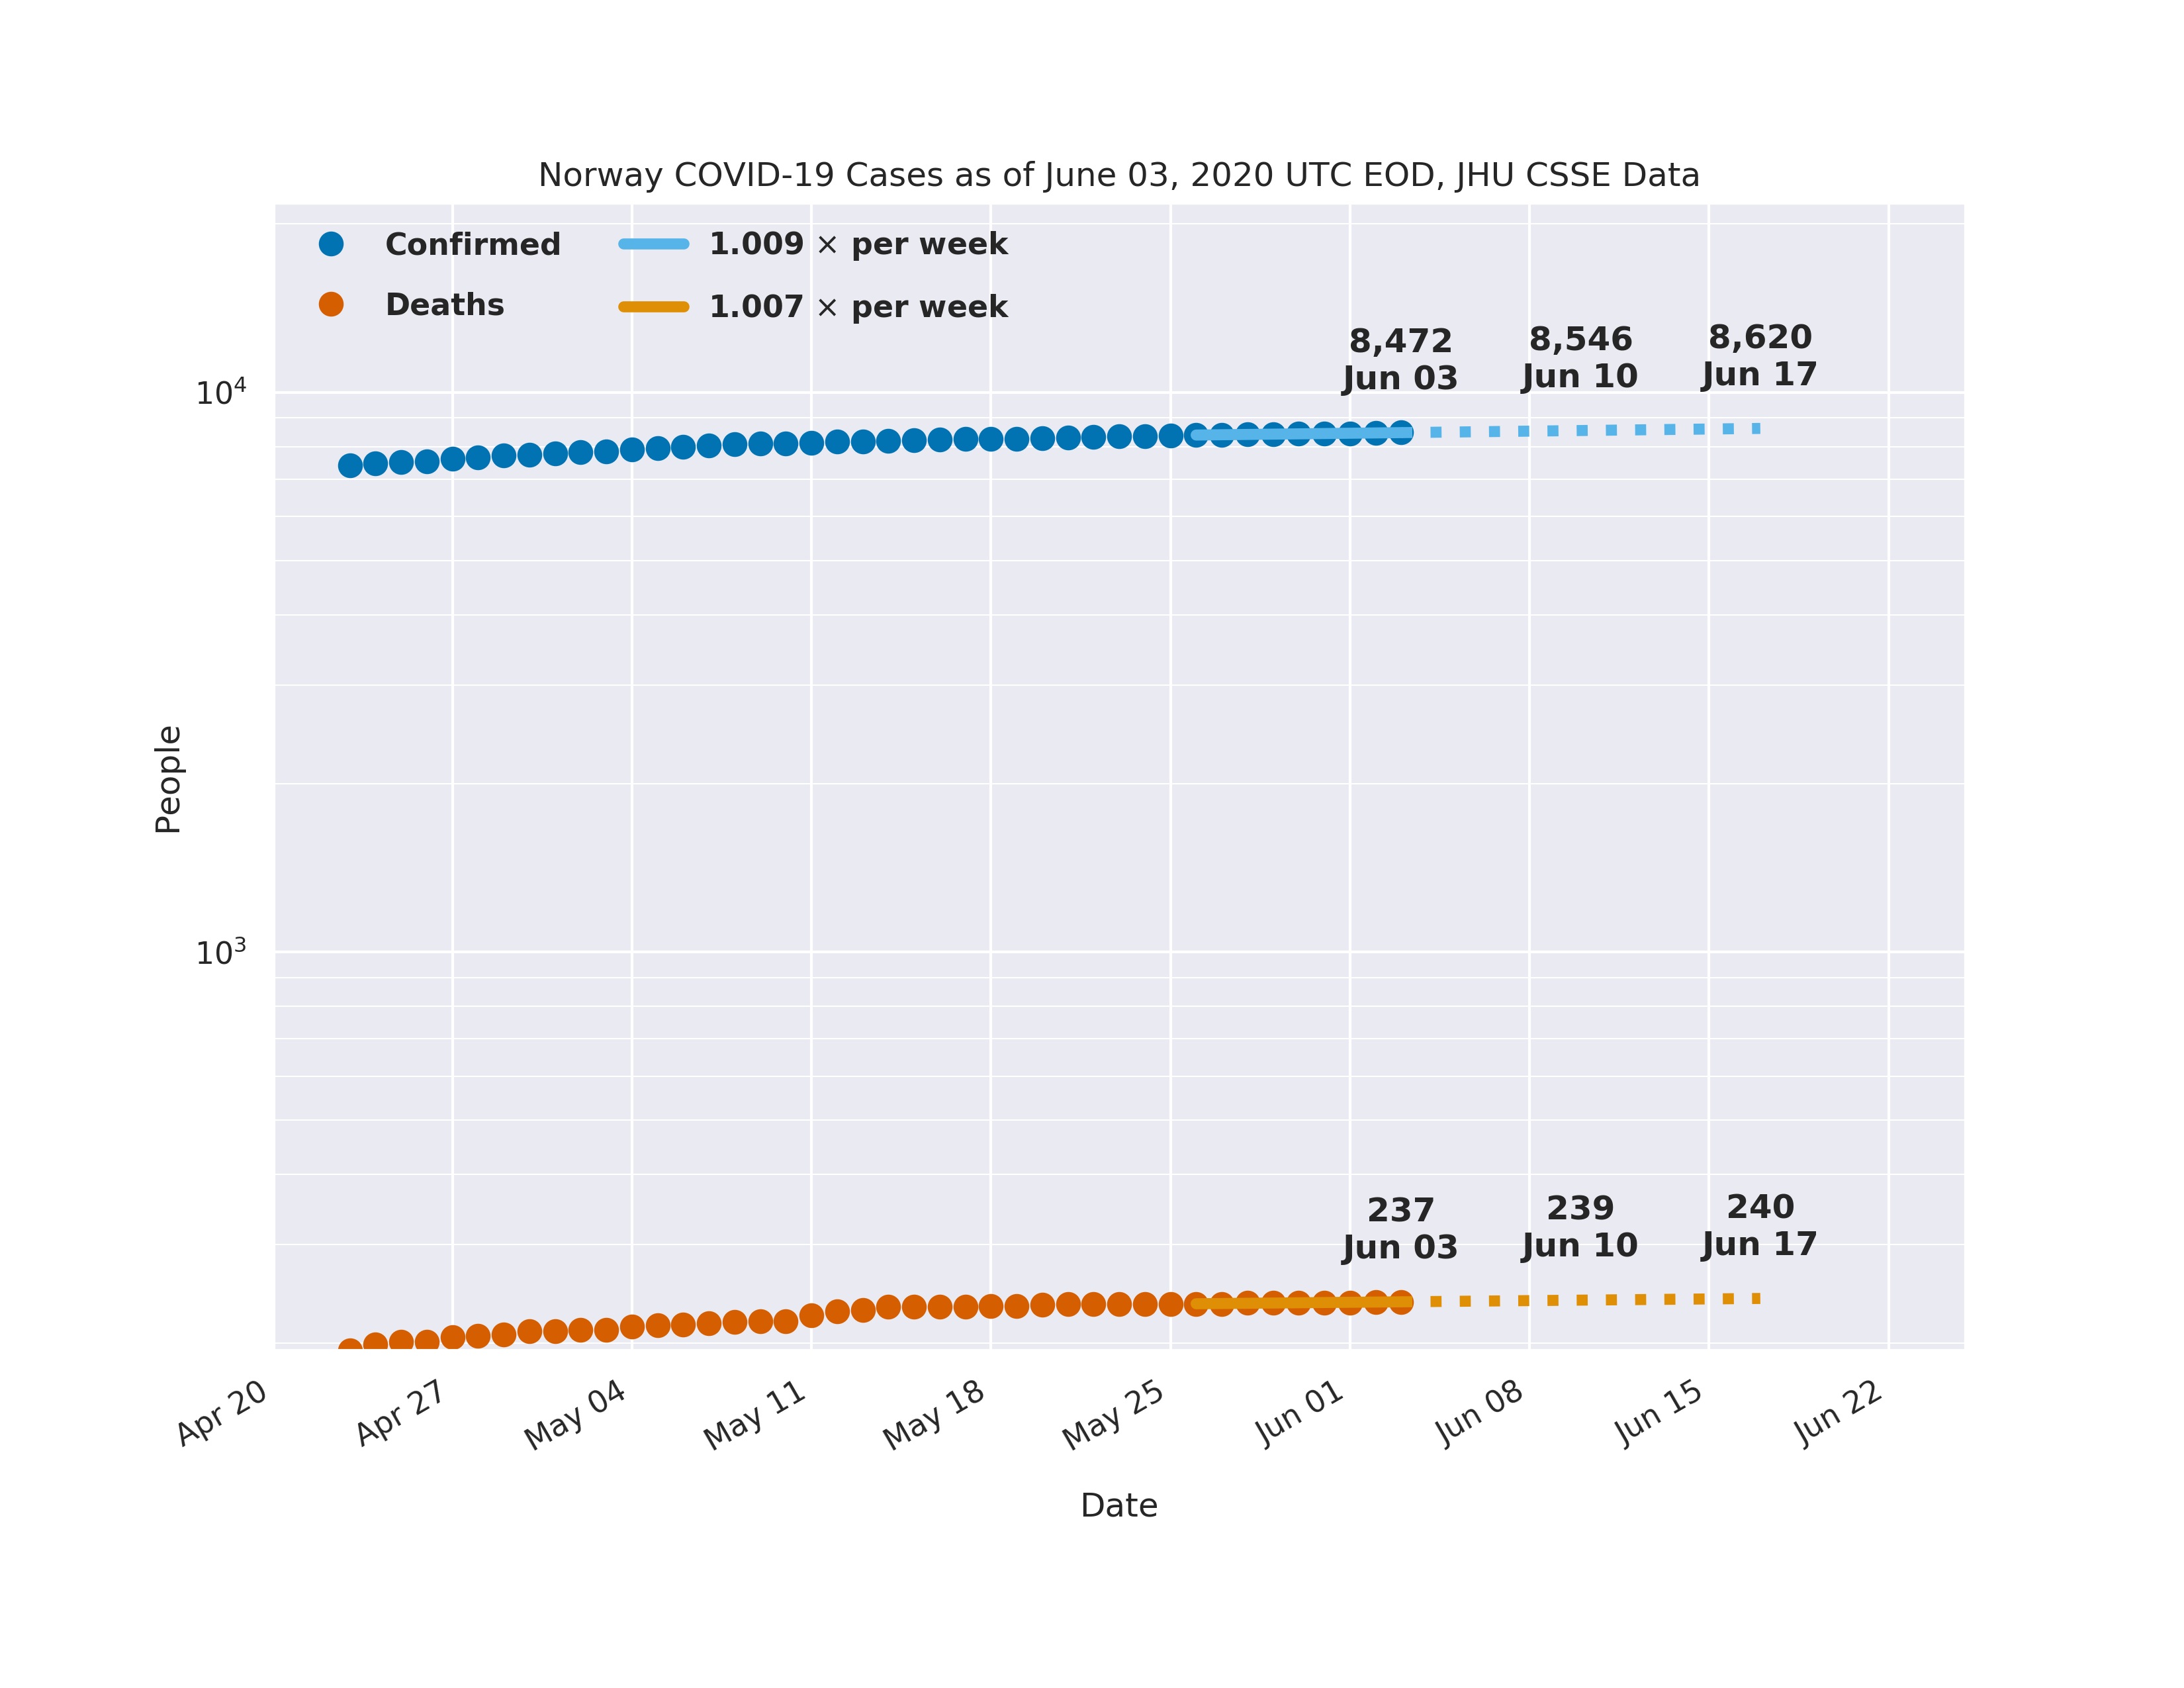 Norway COVID-19 Cases as of June 03, 2020 UTC EOD, JHU CSSE Data
Confirmed
Deaths
1.009 × per week
1.007 × per week
8,472
Jun 03
8,546
Jun 10
8,620
Jun 17
10⁴
People
10³
237
Jun 03
239
Jun 10
240
Jun 17
Apr 20
Apr 27
May 04
May 11
May 18
May 25
Jun 01
Jun 08
Jun 15
Jun 22
Date